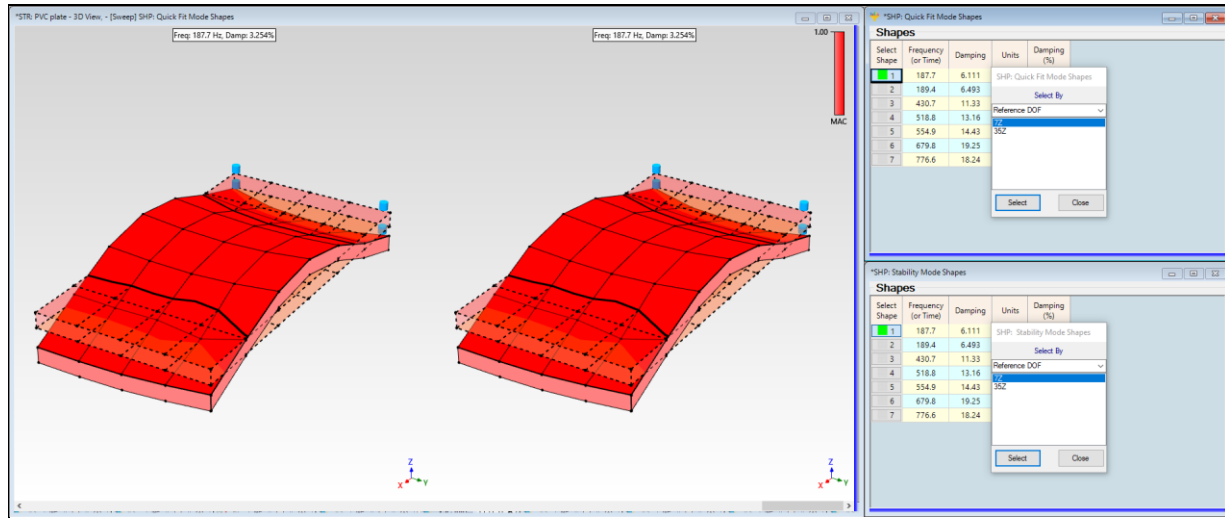 *STR: PVC plate - 3D View, - [Sweep] SHP: Quick Fit Mode Shapes
Freq: 187.7 Hz, Damp: 3.254%
Freq: 187.7 Hz, Damp: 3.254%
1.00
MAC
Z
X
Y
Z
X
Y
*SHP: Quick Fit Mode Shapes
Shapes
Select Shape Frequency (or Time) Damping Units Damping (%)
1 187.7 6.111
2 189.4 6.493
3 430.7 11.33
4 518.8 13.16
5 554.9 14.43
6 679.8 19.25
7 776.6 18.24
SHP: Quick Fit Mode Shapes
Select By
Reference DOF
7Z
35Z
Select Close
*SHP: Stability Mode Shapes
Shapes
Select Shape Frequency (or Time) Damping Units Damping (%)
1 187.7 6.111
2 189.4 6.493
3 430.7 11.33
4 518.8 13.16
5 554.9 14.43
6 679.8 19.25
7 776.6 18.24
SHP: Stability Mode Shapes
Select By
Reference DOF
7Z
35Z
Select Close